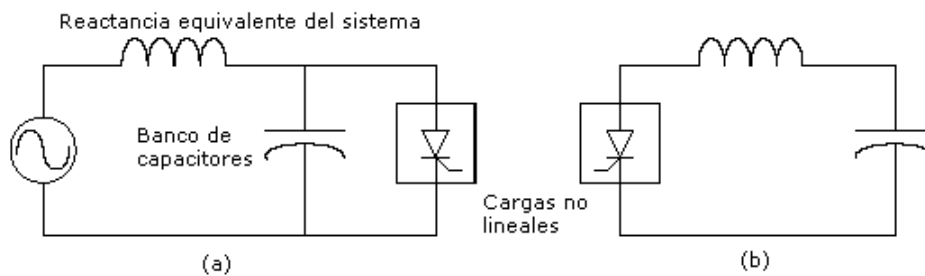 Reactancia equivalente del sistema
Banco de
capacitores
Cargas no
lineales
(a)
(b)